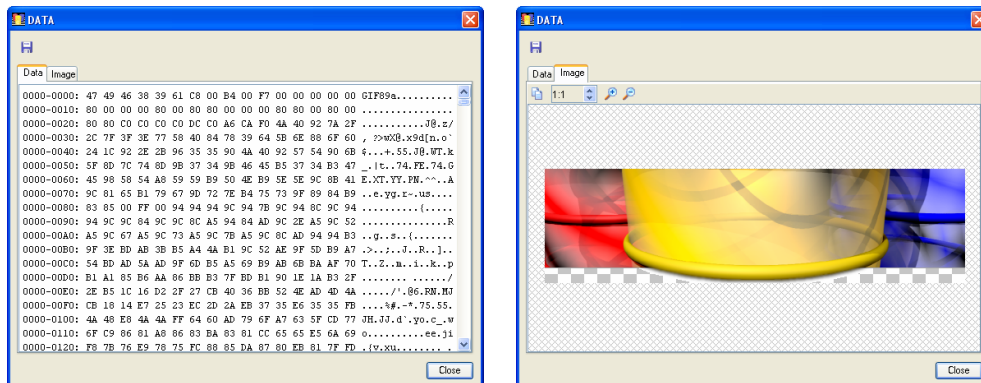 DATA
Data Image
0000-0000: 47 49 46 38 39 61 C8 00 B4 00 F7 00 00 00 00 00 GIF89a..........
0000-0010: 80 00 00 00 80 00 80 80 00 00 00 80 80 00 80 00 ................
0000-0020: 80 80 C0 C0 C0 C0 DC C0 A6 CA F0 4A 40 92 7A 2F ...........J@.z/
0000-0030: 2C 7F 3F 3E 77 58 40 84 78 39 64 5B 6E 88 6F 60 , ?>wX@.x9d[n.o`
0000-0040: 24 1C 92 2E 2B 96 35 35 90 4A 40 92 57 54 90 6B $...+.55.J@.WT.k
0000-0050: 5F 8D 7C 74 8D 9B 37 34 9B 46 45 B5 37 34 B3 47 _.|t..74.FE.74.G
0000-0060: 45 98 58 54 A8 59 59 B9 50 4E B9 5E 5E 9C 8B 41 E.XT.YY.PN.^^..A
0000-0070: 9C 81 65 B1 79 67 9D 72 7E B4 75 73 9F 89 84 B9 ..e.yg.r~.us....
0000-0080: 83 85 00 FF 00 94 94 94 9C 94 7B 9C 94 8C 9C 94 ..........{.....
0000-0090: 94 9C 9C 84 9C 9C 8C A5 94 84 AD 9C 2E A5 9C 52 ...............R
0000-00A0: A5 9C 67 A5 9C 73 A5 9C 7B A5 9C 8C AD 94 94 B3 ..g..s..{.......
0000-00B0: 9F 3E BD AB 3B B5 A4 4A B1 9C 52 AE 9F 5D B9 A7 .>..;..J..R..]..
0000-00C0: 54 BD AD 5A AD 9F 6D B5 A5 69 B9 AB 6B BA AF 70 T..Z..m..i..k..p
0000-00D0: B1 A1 85 B6 AA 86 BB B3 7F BD B1 90 1E 1A B3 2F .............../
0000-00E0: 2E B5 1C 16 D2 2F 27 CB 40 36 BB 52 4E AD 4D 4A ...../'.@6.RN.MJ
0000-00F0: CB 18 14 E7 25 23 EC 2D 2A EB 37 35 E6 35 35 FB ....%#.-*.75.55.
0000-0100: 4A 48 E8 4A 4A FF 64 60 AD 79 6F A7 63 5F CD 77 JH.JJ.d`.yo.c_.w
0000-0110: 6F C9 86 81 A8 86 83 BA 83 81 CC 65 65 E5 6A 69 o..........ee.ji
0000-0120: F8 7B 76 E9 78 75 FC 88 85 DA 87 80 EB 81 7F FD .{v.xu....... .
Close
DATA
Data Image
1:1
Close